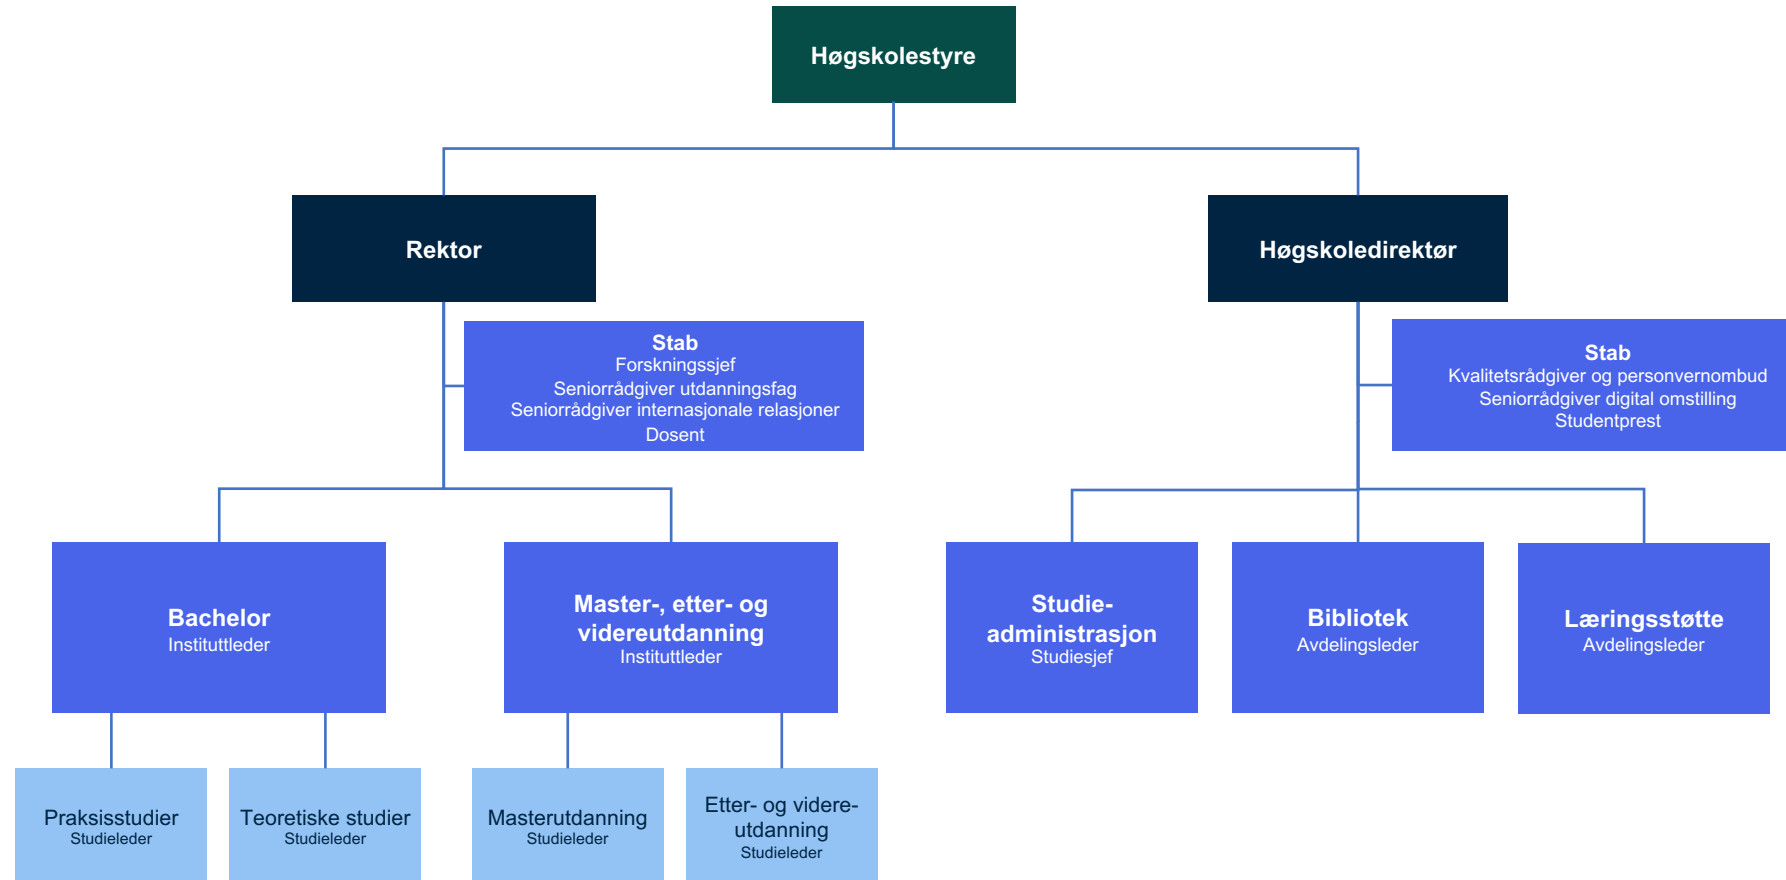 Høgskolestyre
Rektor
Høgskoledirektør
Stab
Forskningssjef
Seniorrådgiver utdanningsfag
Seniorrådgiver internasjonale relasjoner
Dosent
Stab
Kvalitetsrådgiver og personvernombud
Seniorrådgiver digital omstilling
Studentprest
Bachelor
Instituttleder
Master-, etter- og
videreutdanning
Instituttleder
Studie-
administrasjon
Studiesjef
Bibliotek
Avdelingsleder
Læringsstøtte
Avdelingsleder
Praksisstudier
Studieleder
Teoretiske studier
Studieleder
Masterutdanning
Studieleder
Etter- og videre-
utdanning
Studieleder